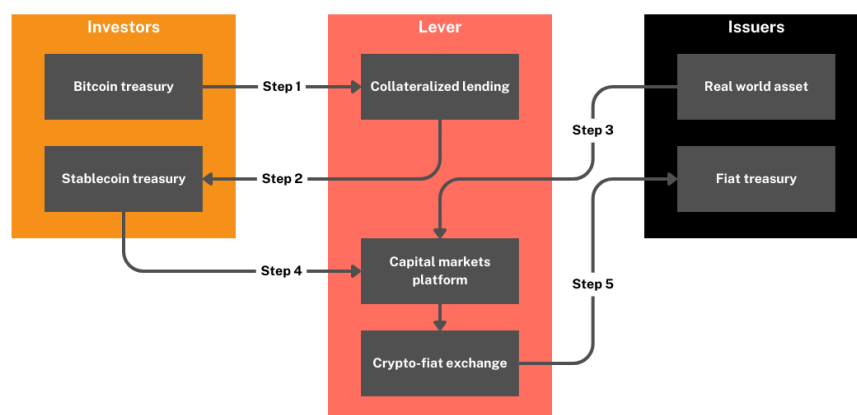 Investors
Lever
Issuers
Bitcoin treasury
Step 1
Collateralized lending
Real world asset
Step 3
Stablecoin treasury
Step 2
Fiat treasury
Step 4
Capital markets
platform
Step 5
Crypto-fiat exchange